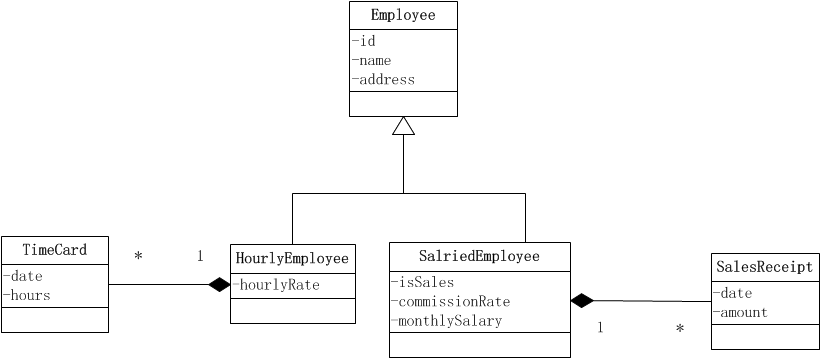 Employee
-id
-name
-address
TimeCard
-date
-hours
* 1
HourlyEmployee
-hourlyRate
SalriedEmployee
-isSales
-commissionRate
-monthlySalary
1 *
SalesReceipt
-date
-amount